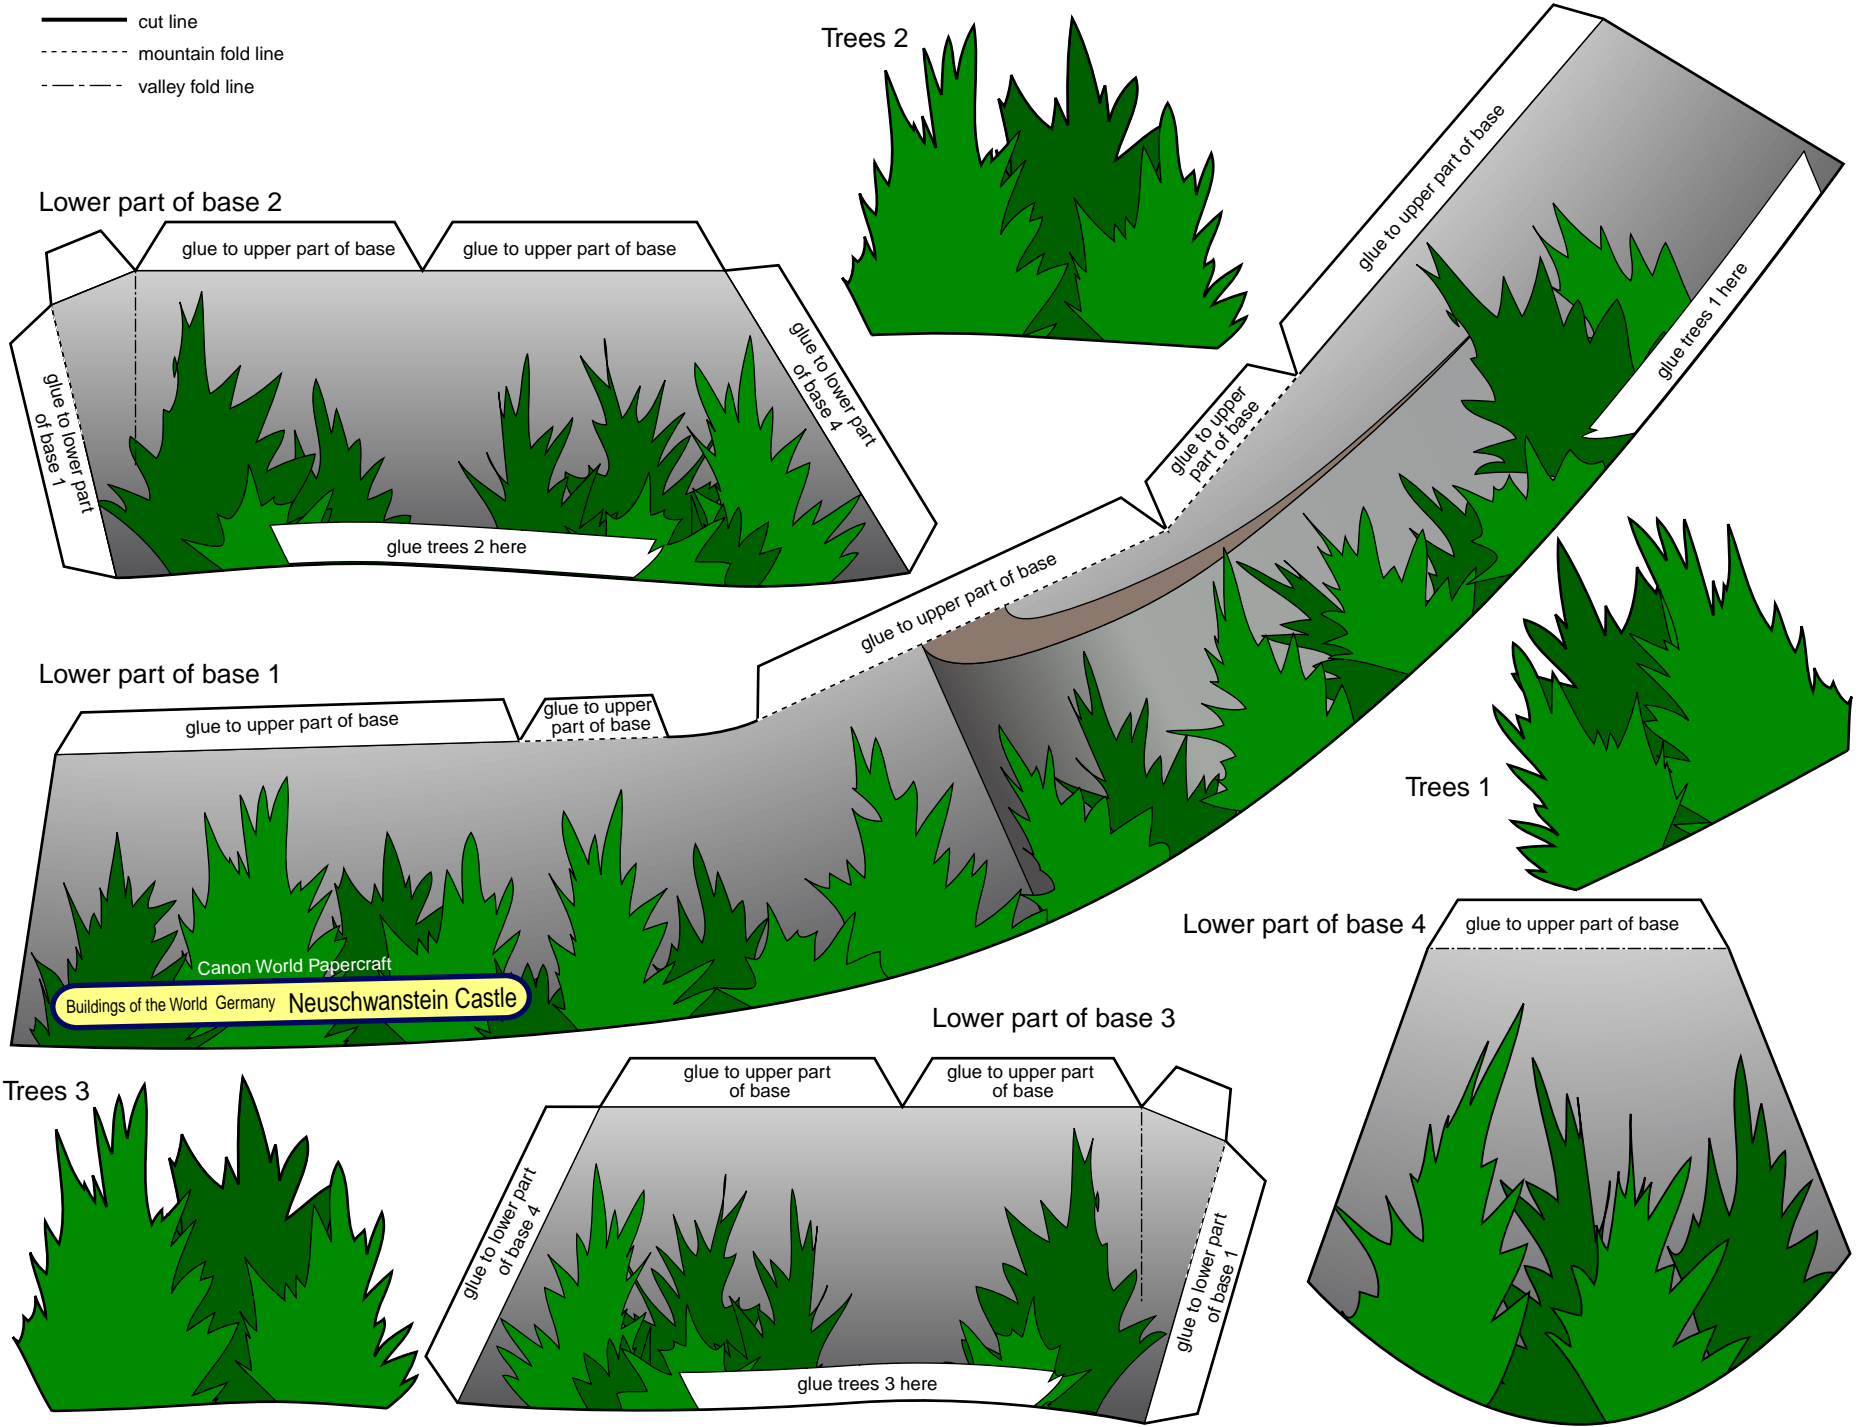 cut line
mountain fold line
valley fold line
Trees 2
glue to upper part of base
Lower part of base 2
glue to upper part of base
glue to upper part of base
glue to lower part
of base 1
glue to lower part
of base 4
glue trees 2 here
glue trees 1 here
glue to upper
part of base
glue to upper part of base
Lower part of base 1
glue to upper part of base
glue to upper
part of base
Trees 1
Canon World Papercraft
Buildings of the World Germany Neuschwanstein Castle
Lower part of base 4
glue to upper part of base
Lower part of base 3
Trees 3
glue to upper part
of base
glue to upper part
of base
glue to lower part
of base 4
glue to lower part
of base 1
glue trees 3 here